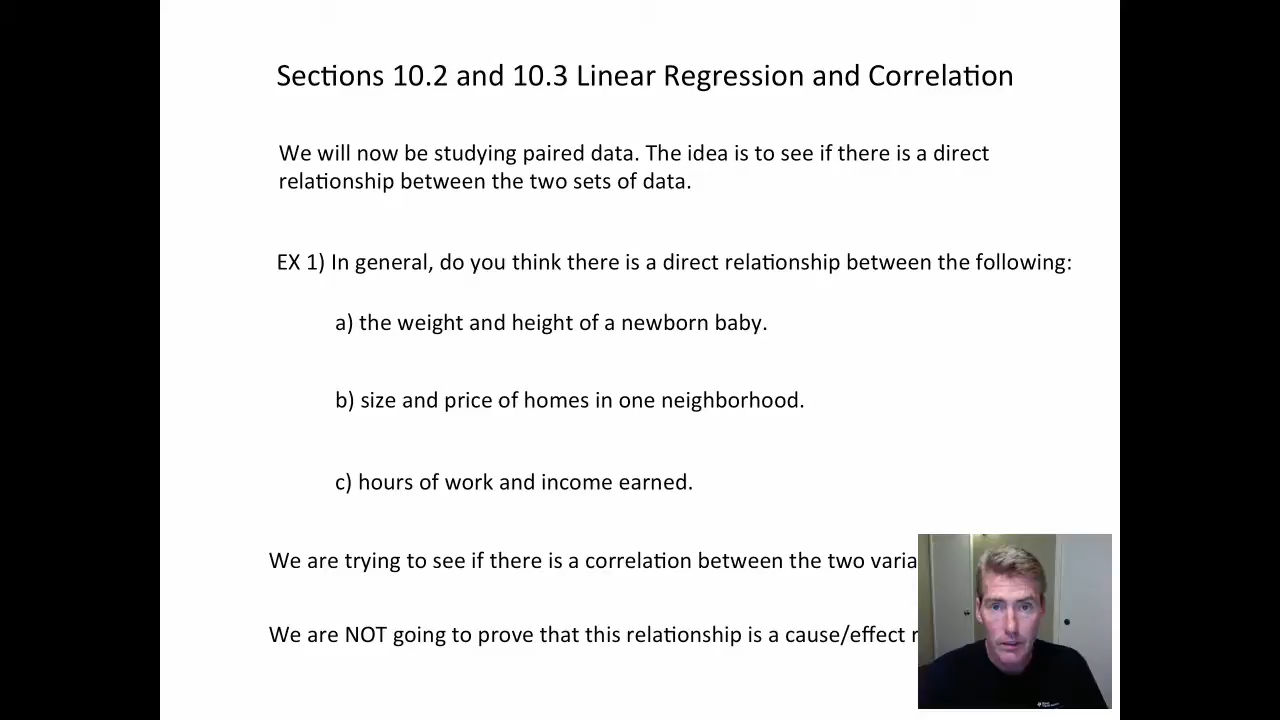 Sections 10.2 and 10.3 Linear Regression and Correlation
We will now be studying paired data. The idea is to see if there is a direct
relationship between the two sets of data.
EX 1) In general, do you think there is a direct relationship between the following:
a) the weight and height of a newborn baby.
b) size and price of homes in one neighborhood.
c) hours of work and income earned.
We are trying to see if there is a correlation between the two varia
We are NOT going to prove that this relationship is a cause/effect r